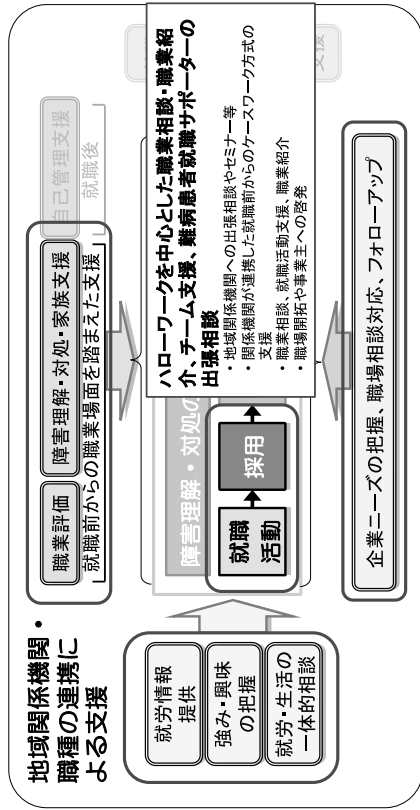 地域関係機関・
職種の連携に
よる支援
職業評価
障害理解・対処・家族支援
自己管理支援
就職前からの職業場面を踏まえた支援
就職後
就労情報
提供
強み・興味
の把握
就労・生活の
一体的相談
障害理解・対処の
就職
活動
採用
ハローワークを中心とした職業相談・職業紹
介、チーム支援、難病患者就職サポーターの
出張相談
・地域関係機関への出張相談やセミナー等
・関係機関が連携した就職前からのケースワーク方式の
支援
・職業相談、就職活動支援、職業紹介
・職場開拓や事業主への啓発
支援
企業ニーズの把握、職場相談対応、フォローアップ